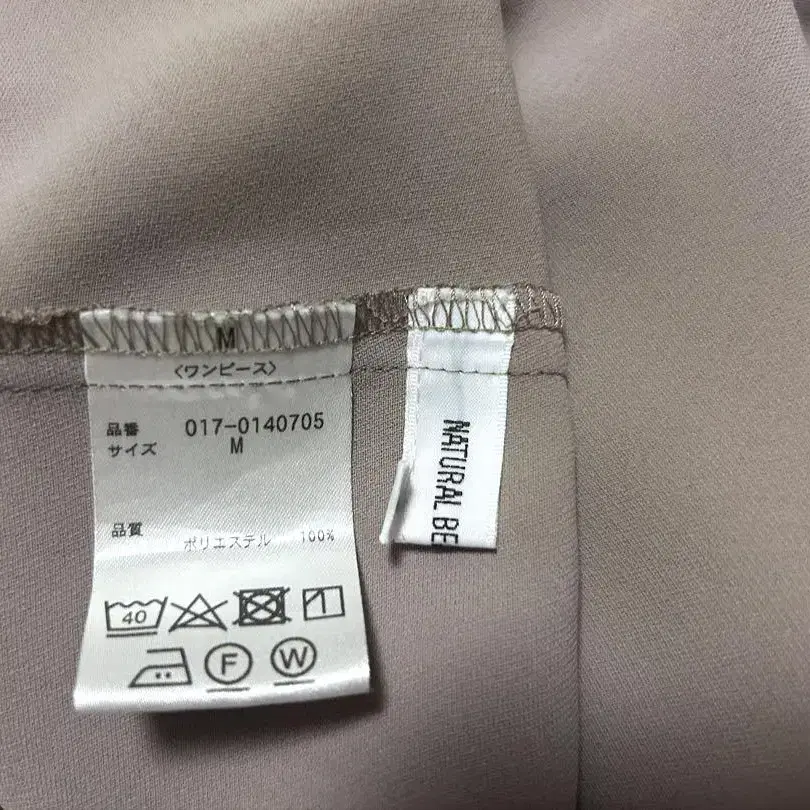 M
〈ワンピース〉
品番 017-0140705
サイズ M
品質 ポリエステル 100%
40
F W
NATURAL BE